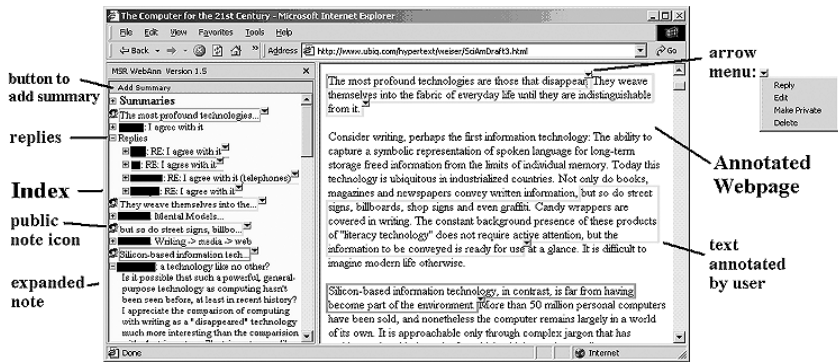 The Computer for the 21st Century - Microsoft Internet Explorer
File Edit View Favorites Tools Help
Back Address http://www.ubiq.com/hypertext/weiser/SciAmDraft3.html Go
MSR WebAnn Version 1.5 ×
Add Summary
Summaries
The most profound technologies...
: I agree with it
Replies
: RE: I agree with it
: RE: I agree with it
: RE: I agree with it (telephones)
: RE: I agree with it
They weave themselves into the...
: Mental Models...
but so do street signs, billbo...
: Writing -> media -> web
Silicon-based information tech...
: a technology like no other?
Is it possible that such a powerful, general-
purpose technology as computing hasn't
been seen before, at least in recent history?
I appreciate the comparison of computing
with writing as a "disappeared" technology
much more interesting than the comparision
The most profound technologies are those that disappear. They weave
themselves into the fabric of everyday life until they are indistinguishable
from it.
Consider writing, perhaps the first information technology: The ability to
capture a symbolic representation of spoken language for long-term
storage freed information from the limits of individual memory. Today this
technology is ubiquitous in industrialized countries. Not only do books,
magazines and newspapers convey written information, but so do street
signs, billboards, shop signs and even graffiti. Candy wrappers are
covered in writing. The constant background presence of these products
of "literacy technology" does not require active attention, but the
information to be conveyed is ready for use at a glance. It is difficult to
imagine modern life otherwise.
Silicon-based information technology, in contrast, is far from having
become part of the environment. More than 50 million personal computers
have been sold, and nonetheless the computer remains largely in a world
of its own. It is approachable only through complex jargon that has
Done Internet
button to
add summary
replies
Index
public
note icon
expanded
note
arrow
menu:
Reply
Edit
Make Private
Delete
Annotated
Webpage
text
annotated
by user